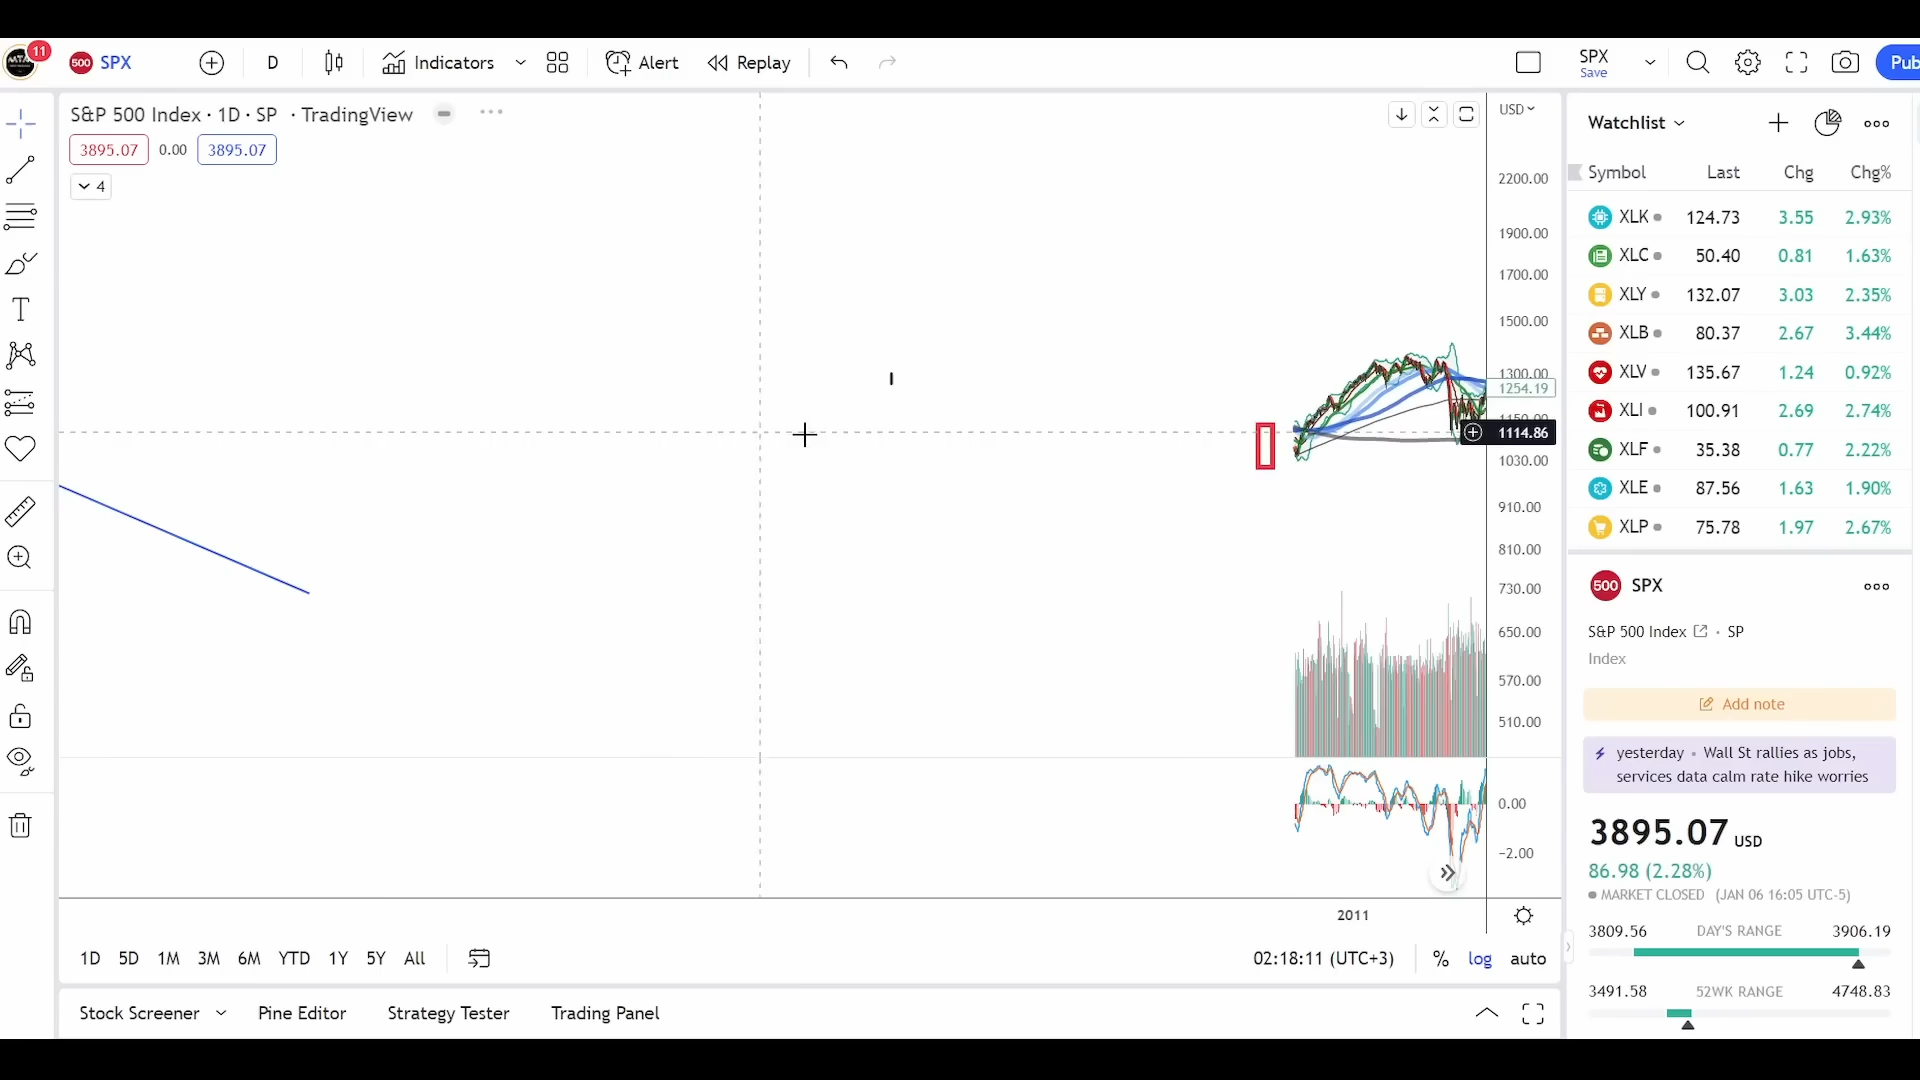 11
500 SPX D Indicators Alert Replay SPX Save Pub
S&P 500 Index · 1D · SP · TradingView
3895.07 0.00 3895.07
4
USD
2200.00
1900.00
1700.00
1500.00
1300.00
1254.19
1150.00
1114.86
1030.00
910.00
810.00
730.00
650.00
570.00
510.00
0.00
−2.00
2011
1D 5D 1M 3M 6M YTD 1Y 5Y All 02:18:11 (UTC+3) % log auto
Stock Screener Pine Editor Strategy Tester Trading Panel
Watchlist
Symbol Last Chg Chg%
XLK 124.73 3.55 2.93%
XLC 50.40 0.81 1.63%
XLY 132.07 3.03 2.35%
XLB 80.37 2.67 3.44%
XLV 135.67 1.24 0.92%
XLI 100.91 2.69 2.74%
XLF 35.38 0.77 2.22%
XLE 87.56 1.63 1.90%
XLP 75.78 1.97 2.67%
500 SPX
S&P 500 Index · SP
Index
Add note
yesterday · Wall St rallies as jobs,
services data calm rate hike worries
3895.07 USD
86.98 (2.28%)
MARKET CLOSED (JAN 06 16:05 UTC-5)
3809.56 DAY'S RANGE 3906.19
3491.58 52WK RANGE 4748.83